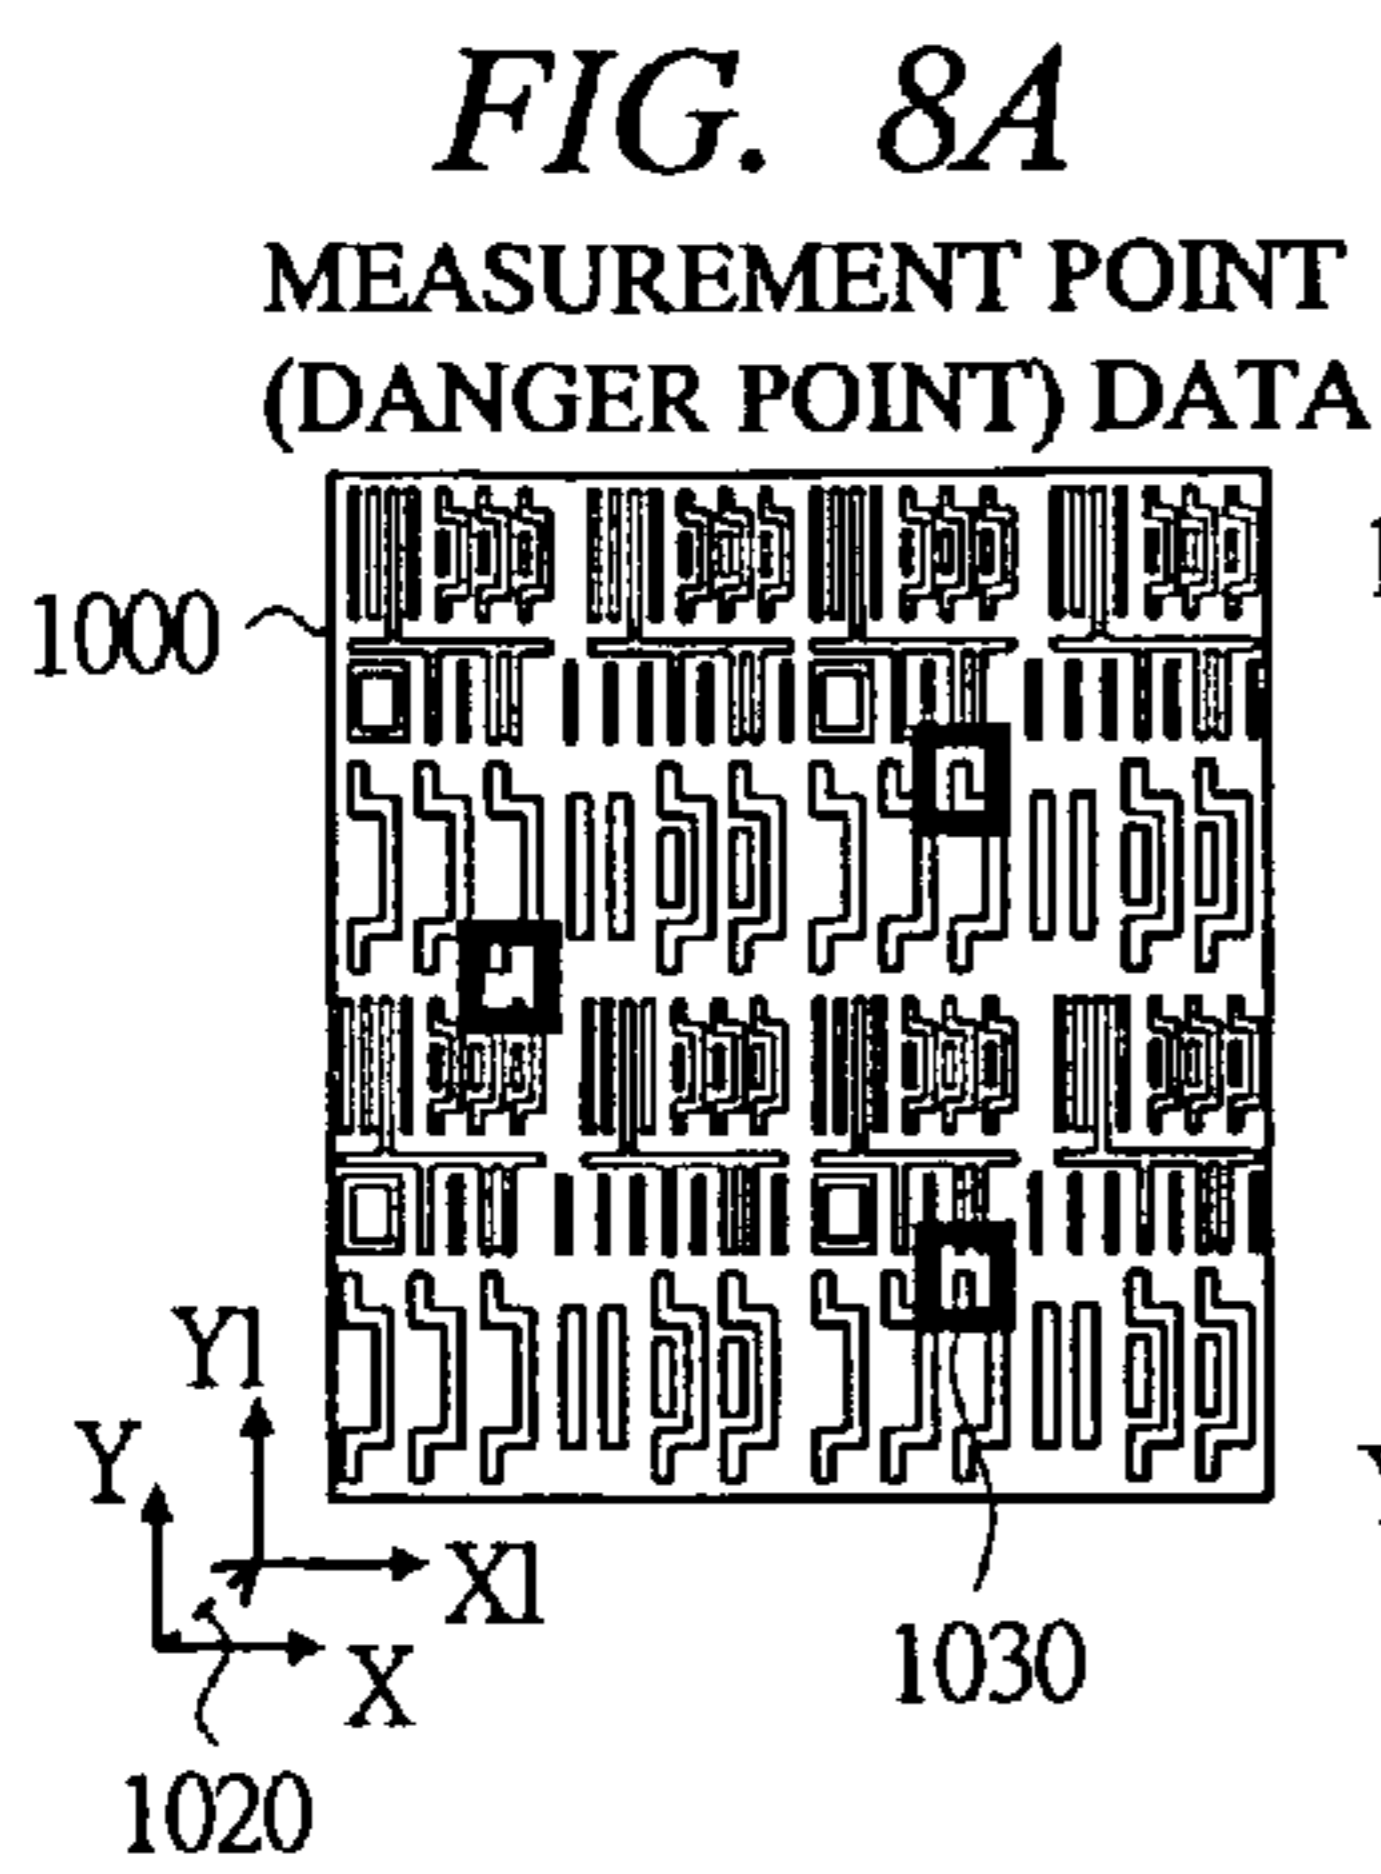 FIG. 8A
MEASUREMENT POINT
(DANGER POINT) DATA
1000
Y1
Y
X1
X
1030
1020